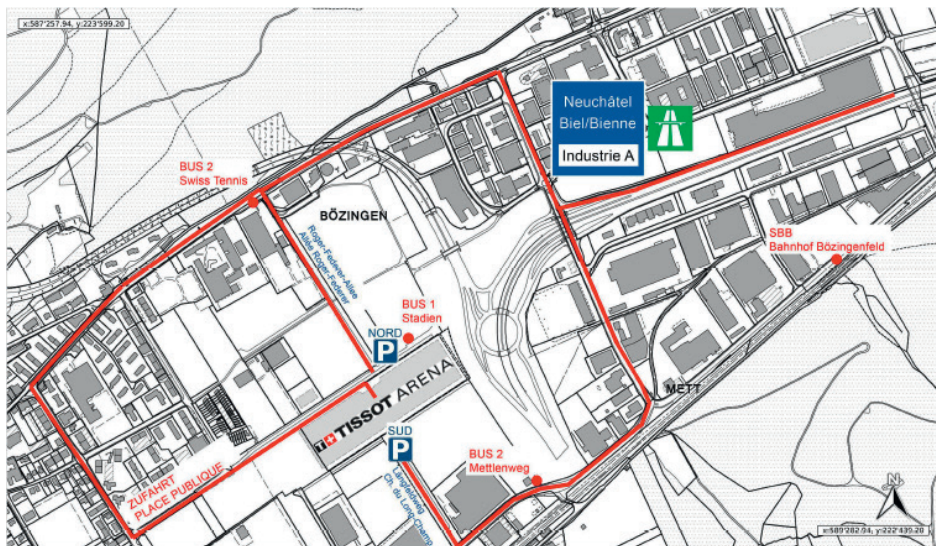 x:587'257.94, y:223'599.20
Neuchâtel
Biel/Bienne
Industrie A
BUS 2
Swiss Tennis
BÖZINGEN
Roger-Federer-Allee
Allée Roger-Federer
SBB
Bahnhof Bözingenfeld
BUS 1
Stadien
NORD
P
METT
TISSOT ARENA
SUD
P
BUS 2
Mettlenweg
ZUFAHRT
PLACE PUBLIQUE
Längfeldweg
Ch. du Long-Champ
N
x:589'282.94, y:222'439.20